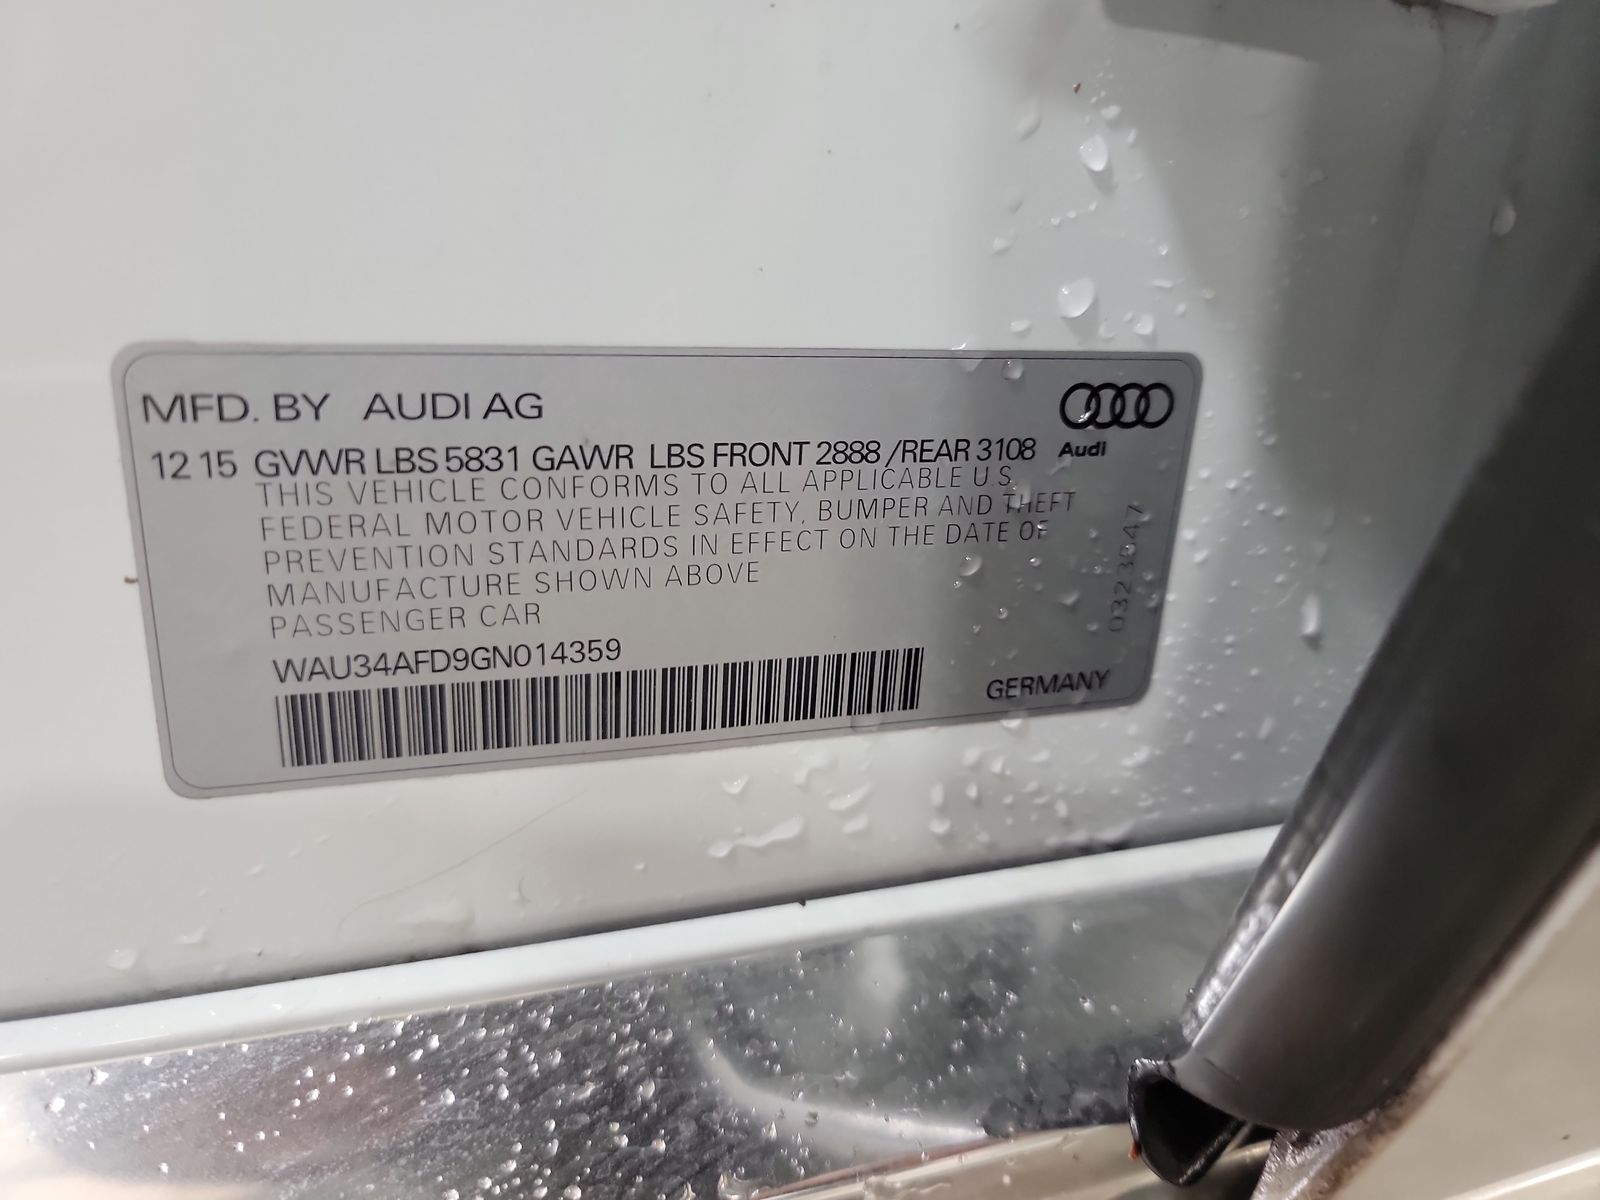 MFD. BY AUDI AG
12 15 GVWR LBS 5831 GAWR LBS FRONT 2888 /REAR 3108
Audi
THIS VEHICLE CONFORMS TO ALL APPLICABLE U.S.
FEDERAL MOTOR VEHICLE SAFETY, BUMPER AND THEFT
PREVENTION STANDARDS IN EFFECT ON THE DATE OF
MANUFACTURE SHOWN ABOVE
PASSENGER CAR
WAU34AFD9GN014359
GERMANY